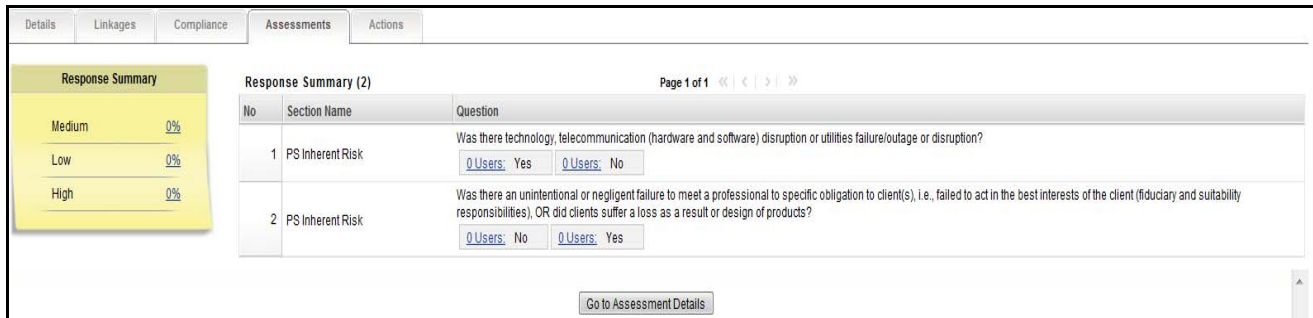 Details Linkages Compliance Assessments Actions
Response Summary
Medium 0%
Low 0%
High 0%
Response Summary (2) Page 1 of 1
No Section Name Question
1 PS Inherent Risk Was there technology, telecommunication (hardware and software) disruption or utilities failure/outage or disruption?
0 Users: Yes 0 Users: No
2 PS Inherent Risk Was there an unintentional or negligent failure to meet a professional to specific obligation to client(s), i.e., failed to act in the best interests of the client (fiduciary and suitability
responsibilities), OR did clients suffer a loss as a result or design of products?
0 Users: No 0 Users: Yes
Go to Assessment Details